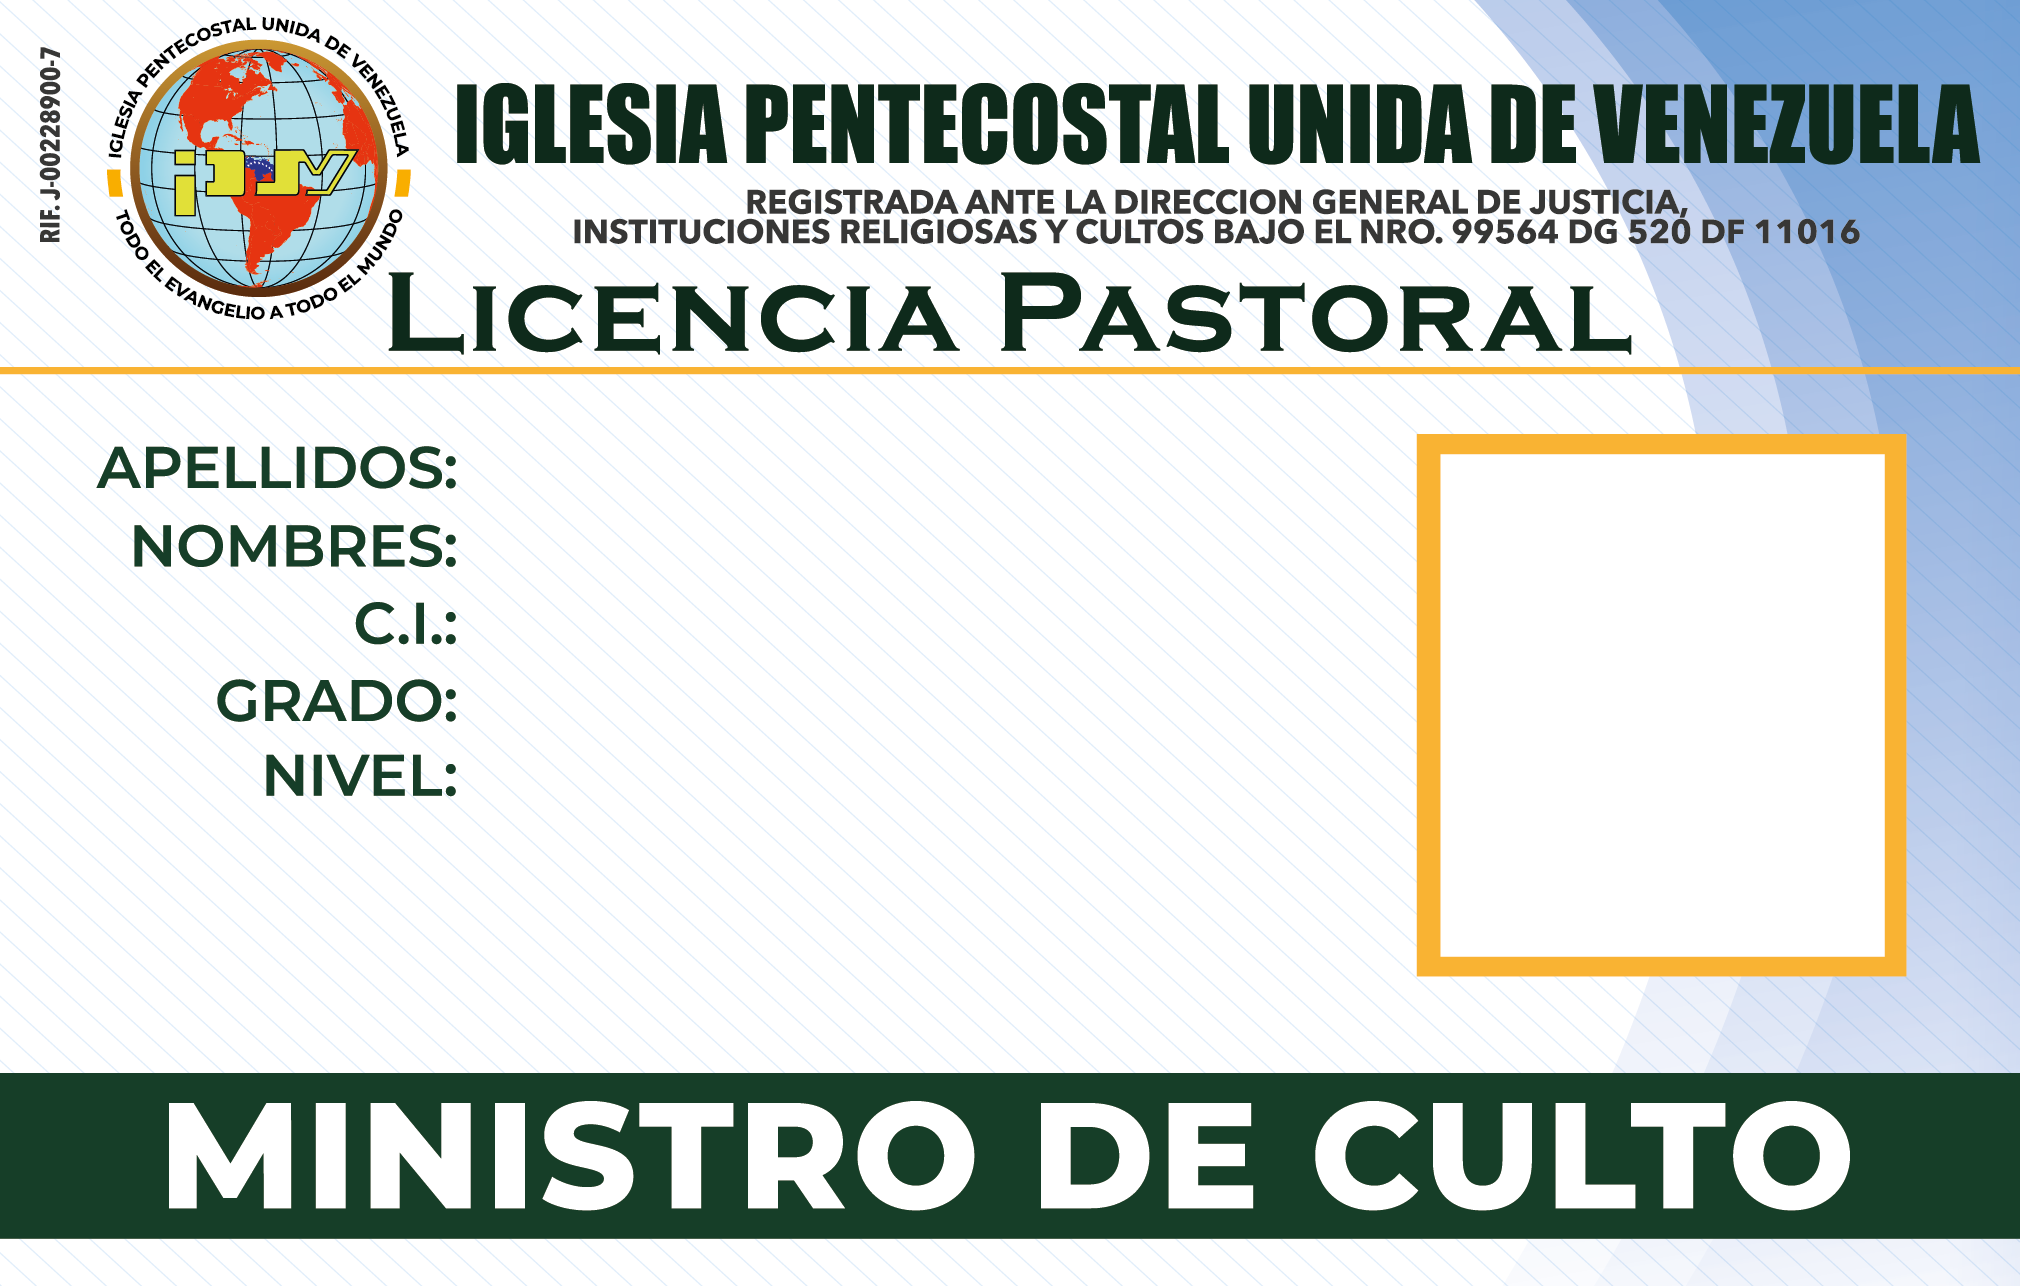 RIF. J-00228900-7
IGLESIA PENTECOSTAL UNIDA DE VENEZUELA
ipuv
TODO EL EVANGELIO A TODO EL MUNDO
IGLESIA PENTECOSTAL UNIDA DE VENEZUELA
REGISTRADA ANTE LA DIRECCION GENERAL DE JUSTICIA,
INSTITUCIONES RELIGIOSAS Y CULTOS BAJO EL NRO. 99564 DG 520 DF 11016
LICENCIA PASTORAL
APELLIDOS:
NOMBRES:
C.I.:
GRADO:
NIVEL:
MINISTRO DE CULTO